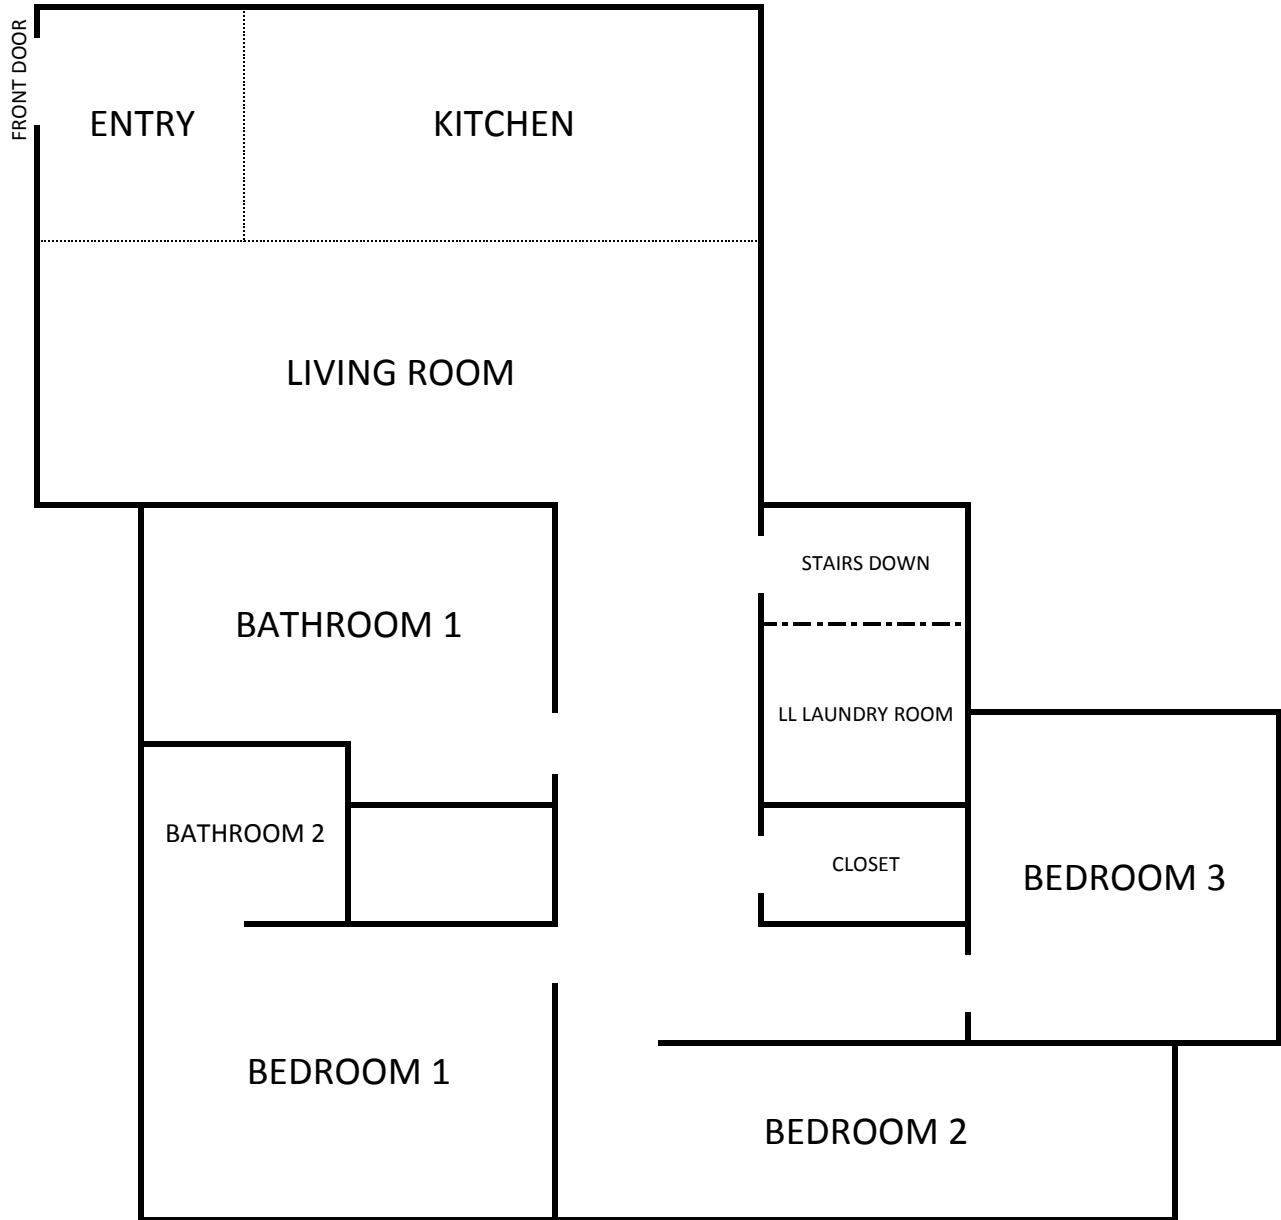 FRONT DOOR
ENTRY
KITCHEN
LIVING ROOM
STAIRS DOWN
BATHROOM 1
LL LAUNDRY ROOM
BATHROOM 2
CLOSET
BEDROOM 3
BEDROOM 1
BEDROOM 2